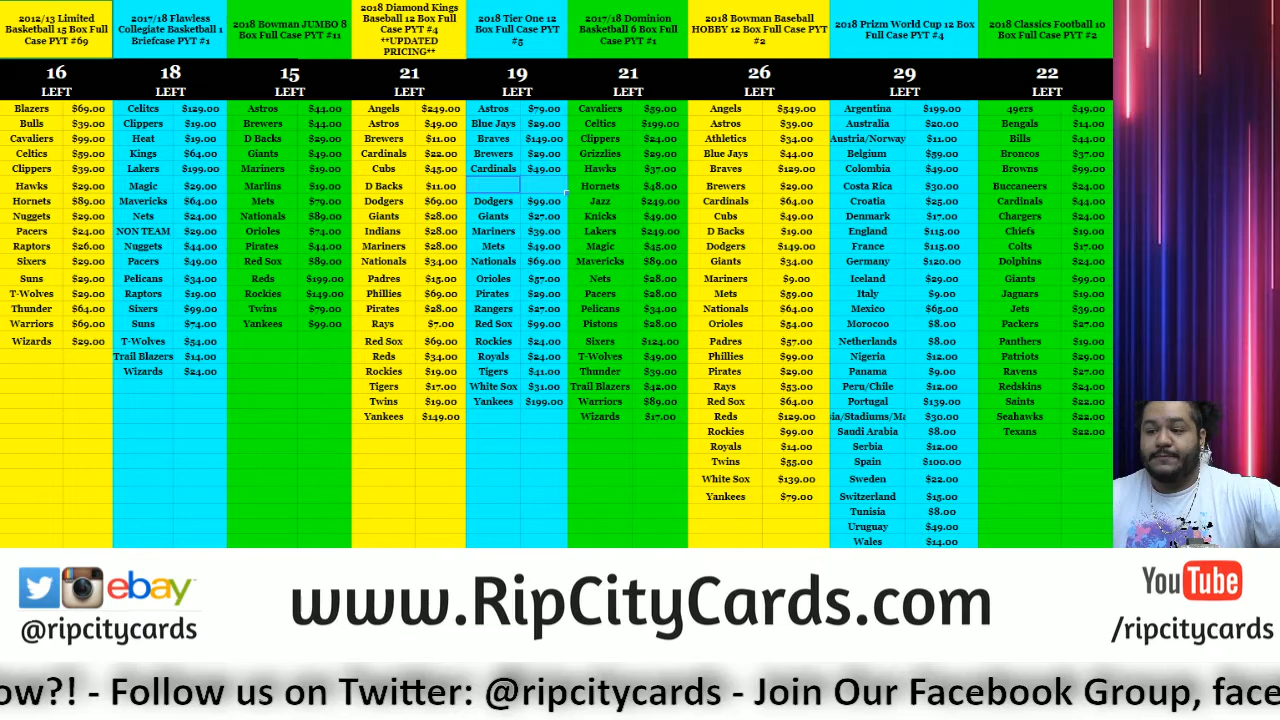 2012/13 Limited Basketball 15 Box Full Case PYT #69
16
LEFT
Blazers $69.00
Bulls $39.00
Cavaliers $99.00
Celtics $59.00
Clippers $39.00
Hawks $29.00
Hornets $89.00
Nuggets $29.00
Pacers $24.00
Raptors $26.00
Sixers $29.00
Suns $29.00
T-Wolves $29.00
Thunder $64.00
Warriors $69.00
Wizards $29.00
2017/18 Flawless Collegiate Basketball 1 Briefcase PYT #1
18
LEFT
Celitcs $129.00
Clippers $19.00
Heat $19.00
Kings $64.00
Lakers $199.00
Magic $29.00
Mavericks $64.00
Nets $24.00
NON TEAM $29.00
Nuggets $44.00
Pacers $49.00
Pelicans $34.00
Raptors $19.00
Sixers $99.00
Suns $74.00
T-Wolves $54.00
Trail Blazers $14.00
Wizards $24.00
2018 Bowman JUMBO 8 Box Full Case PYT #11
15
LEFT
Astros $44.00
Brewers $44.00
D Backs $29.00
Giants $49.00
Mariners $19.00
Marlins $19.00
Mets $79.00
Nationals $89.00
Orioles $74.00
Pirates $44.00
Red Sox $89.00
Reds $199.00
Rockies $149.00
Twins $79.00
Yankees $99.00
2018 Diamond Kings Baseball 12 Box Full Case PYT #4 **UPDATED PRICING**
21
LEFT
Angels $249.00
Astros $49.00
Brewers $11.00
Cardinals $22.00
Cubs $45.00
D Backs $11.00
Dodgers $69.00
Giants $28.00
Indians $28.00
Mariners $28.00
Nationals $34.00
Padres $15.00
Phillies $69.00
Pirates $28.00
Rays $7.00
Red Sox $69.00
Reds $34.00
Rockies $19.00
Tigers $17.00
Twins $19.00
Yankees $149.00
2018 Tier One 12 Box Full Case PYT #5
19
LEFT
Astros $79.00
Blue Jays $29.00
Braves $149.00
Brewers $29.00
Cardinals $49.00
Dodgers $99.00
Giants $27.00
Mariners $39.00
Mets $49.00
Nationals $69.00
Orioles $57.00
Pirates $29.00
Rangers $27.00
Red Sox $99.00
Rockies $24.00
Royals $24.00
Tigers $41.00
White Sox $31.00
Yankees $199.00
2017/18 Dominion Basketball 6 Box Full Case PYT #1
21
LEFT
Cavaliers $59.00
Celtics $199.00
Clippers $24.00
Grizzlies $29.00
Hawks $37.00
Hornets $48.00
Jazz $249.00
Knicks $49.00
Lakers $249.00
Magic $45.00
Mavericks $89.00
Nets $28.00
Pacers $28.00
Pelicans $34.00
Pistons $28.00
Sixers $124.00
T-Wolves $49.00
Thunder $39.00
Trail Blazers $42.00
Warriors $89.00
Wizards $17.00
2018 Bowman Baseball HOBBY 12 Box Full Case PYT #2
26
LEFT
Angels $549.00
Astros $39.00
Athletics $34.00
Blue Jays $44.00
Braves $129.00
Brewers $29.00
Cardinals $64.00
Cubs $49.00
D Backs $19.00
Dodgers $149.00
Giants $34.00
Mariners $9.00
Mets $59.00
Nationals $64.00
Orioles $54.00
Padres $57.00
Phillies $99.00
Pirates $29.00
Rays $53.00
Red Sox $64.00
Reds $129.00
Rockies $99.00
Royals $14.00
Twins $55.00
White Sox $139.00
Yankees $79.00
2018 Prizm World Cup 12 Box Full Case PYT #4
29
LEFT
Argentina $199.00
Australia $20.00
Austria/Norway $11.00
Belgium $59.00
Colombia $49.00
Costa Rica $30.00
Croatia $25.00
Denmark $17.00
England $115.00
France $115.00
Germany $120.00
Iceland $29.00
Italy $9.00
Mexico $65.00
Morocoo $8.00
Netherlands $8.00
Nigeria $12.00
Panama $9.00
Peru/Chile $12.00
Portugal $139.00
ia/Stadiums/Ma $30.00
Saudi Arabia $8.00
Serbia $12.00
Spain $100.00
Sweden $22.00
Switzerland $15.00
Tunisia $8.00
Uruguay $49.00
Wales $14.00
2018 Classics Football 10 Box Full Case PYT #2
22
LEFT
49ers $49.00
Bengals $14.00
Bills $44.00
Broncos $37.00
Browns $99.00
Buccaneers $24.00
Cardinals $44.00
Chargers $24.00
Chiefs $19.00
Colts $17.00
Dolphins $24.00
Giants $99.00
Jaguars $19.00
Jets $39.00
Packers $27.00
Panthers $19.00
Patriots $29.00
Ravens $27.00
Redskins $24.00
Saints $22.00
Seahawks $22.00
Texans $22.00
ebay
@ripcitycards
www.RipCityCards.com
YouTube
/ripcitycards
ow?! - Follow us on Twitter: @ripcitycards - Join Our Facebook Group, face